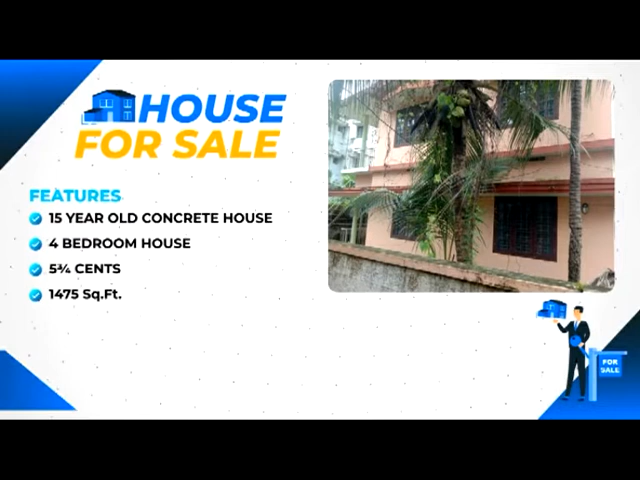 HOUSE
FOR SALE
FEATURES
15 YEAR OLD CONCRETE HOUSE
4 BEDROOM HOUSE
5¾ CENTS
1475 Sq.Ft.
FOR
SALE